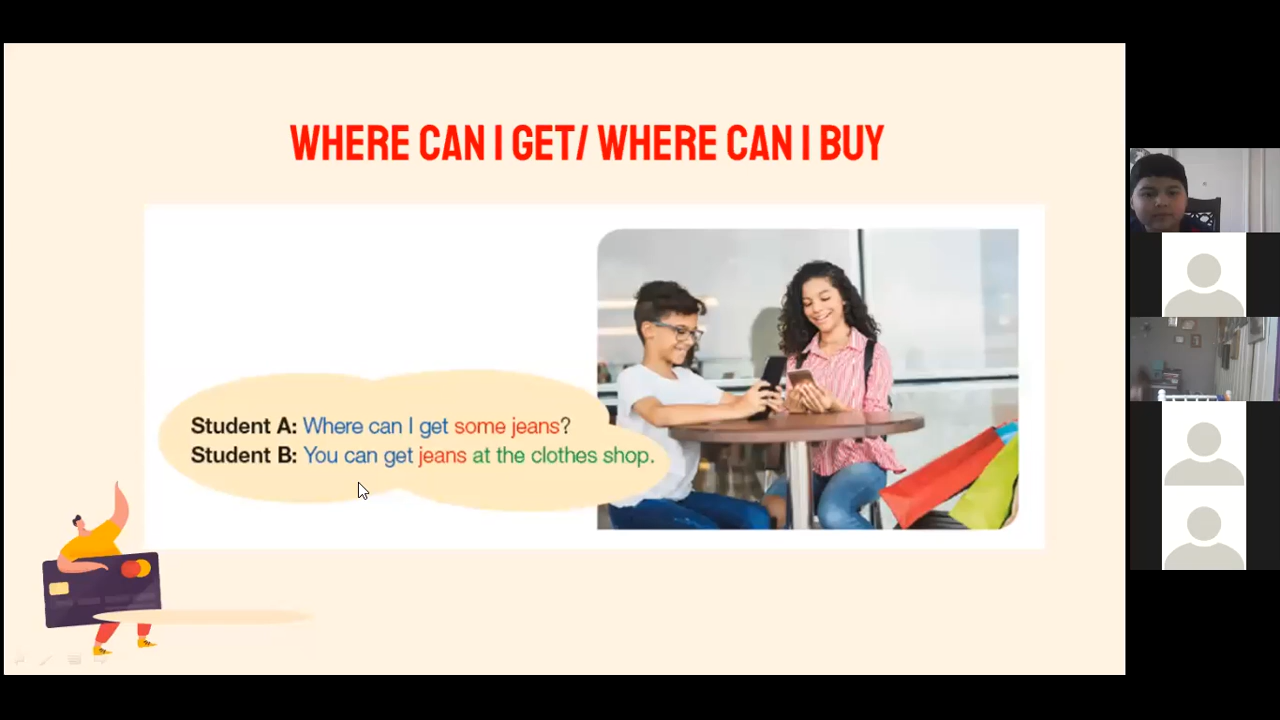 WHERE CAN I GET/ WHERE CAN I BUY
Student A: Where can I get some jeans?
Student B: You can get jeans at the clothes shop.